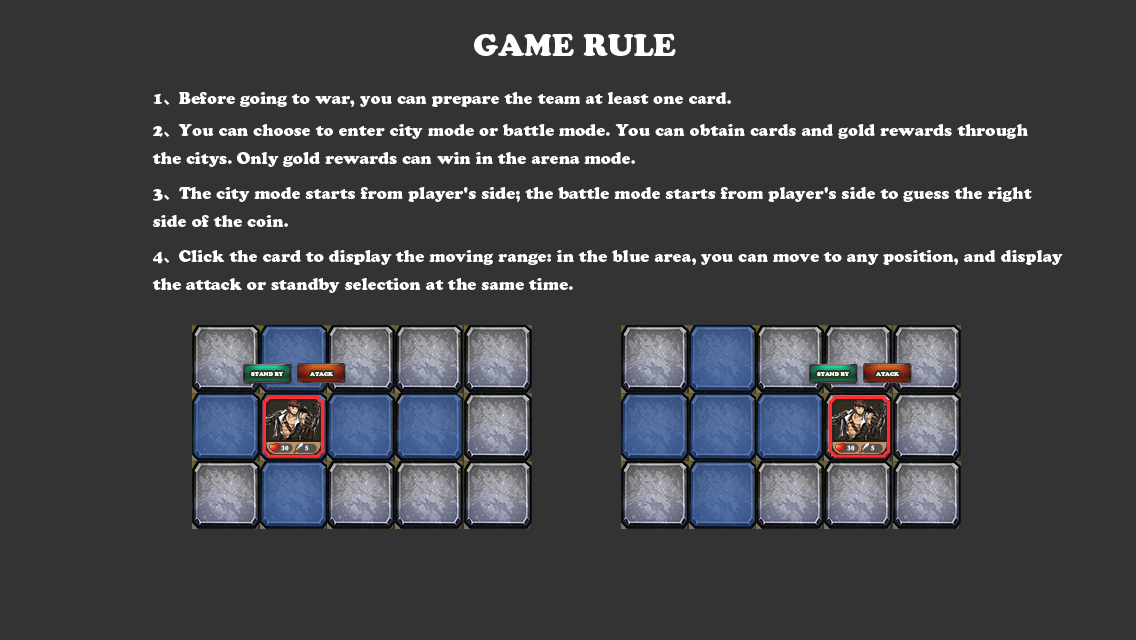 GAME RULE
1、Before going to war, you can prepare the team at least one card.
2、You can choose to enter city mode or battle mode. You can obtain cards and gold rewards through
the citys. Only gold rewards can win in the arena mode.
3、The city mode starts from player's side; the battle mode starts from player's side to guess the right
side of the coin.
4、Click the card to display the moving range: in the blue area, you can move to any position, and display
the attack or standby selection at the same time.
STAND BY ATACK
30 5
STAND BY ATACK
30 5